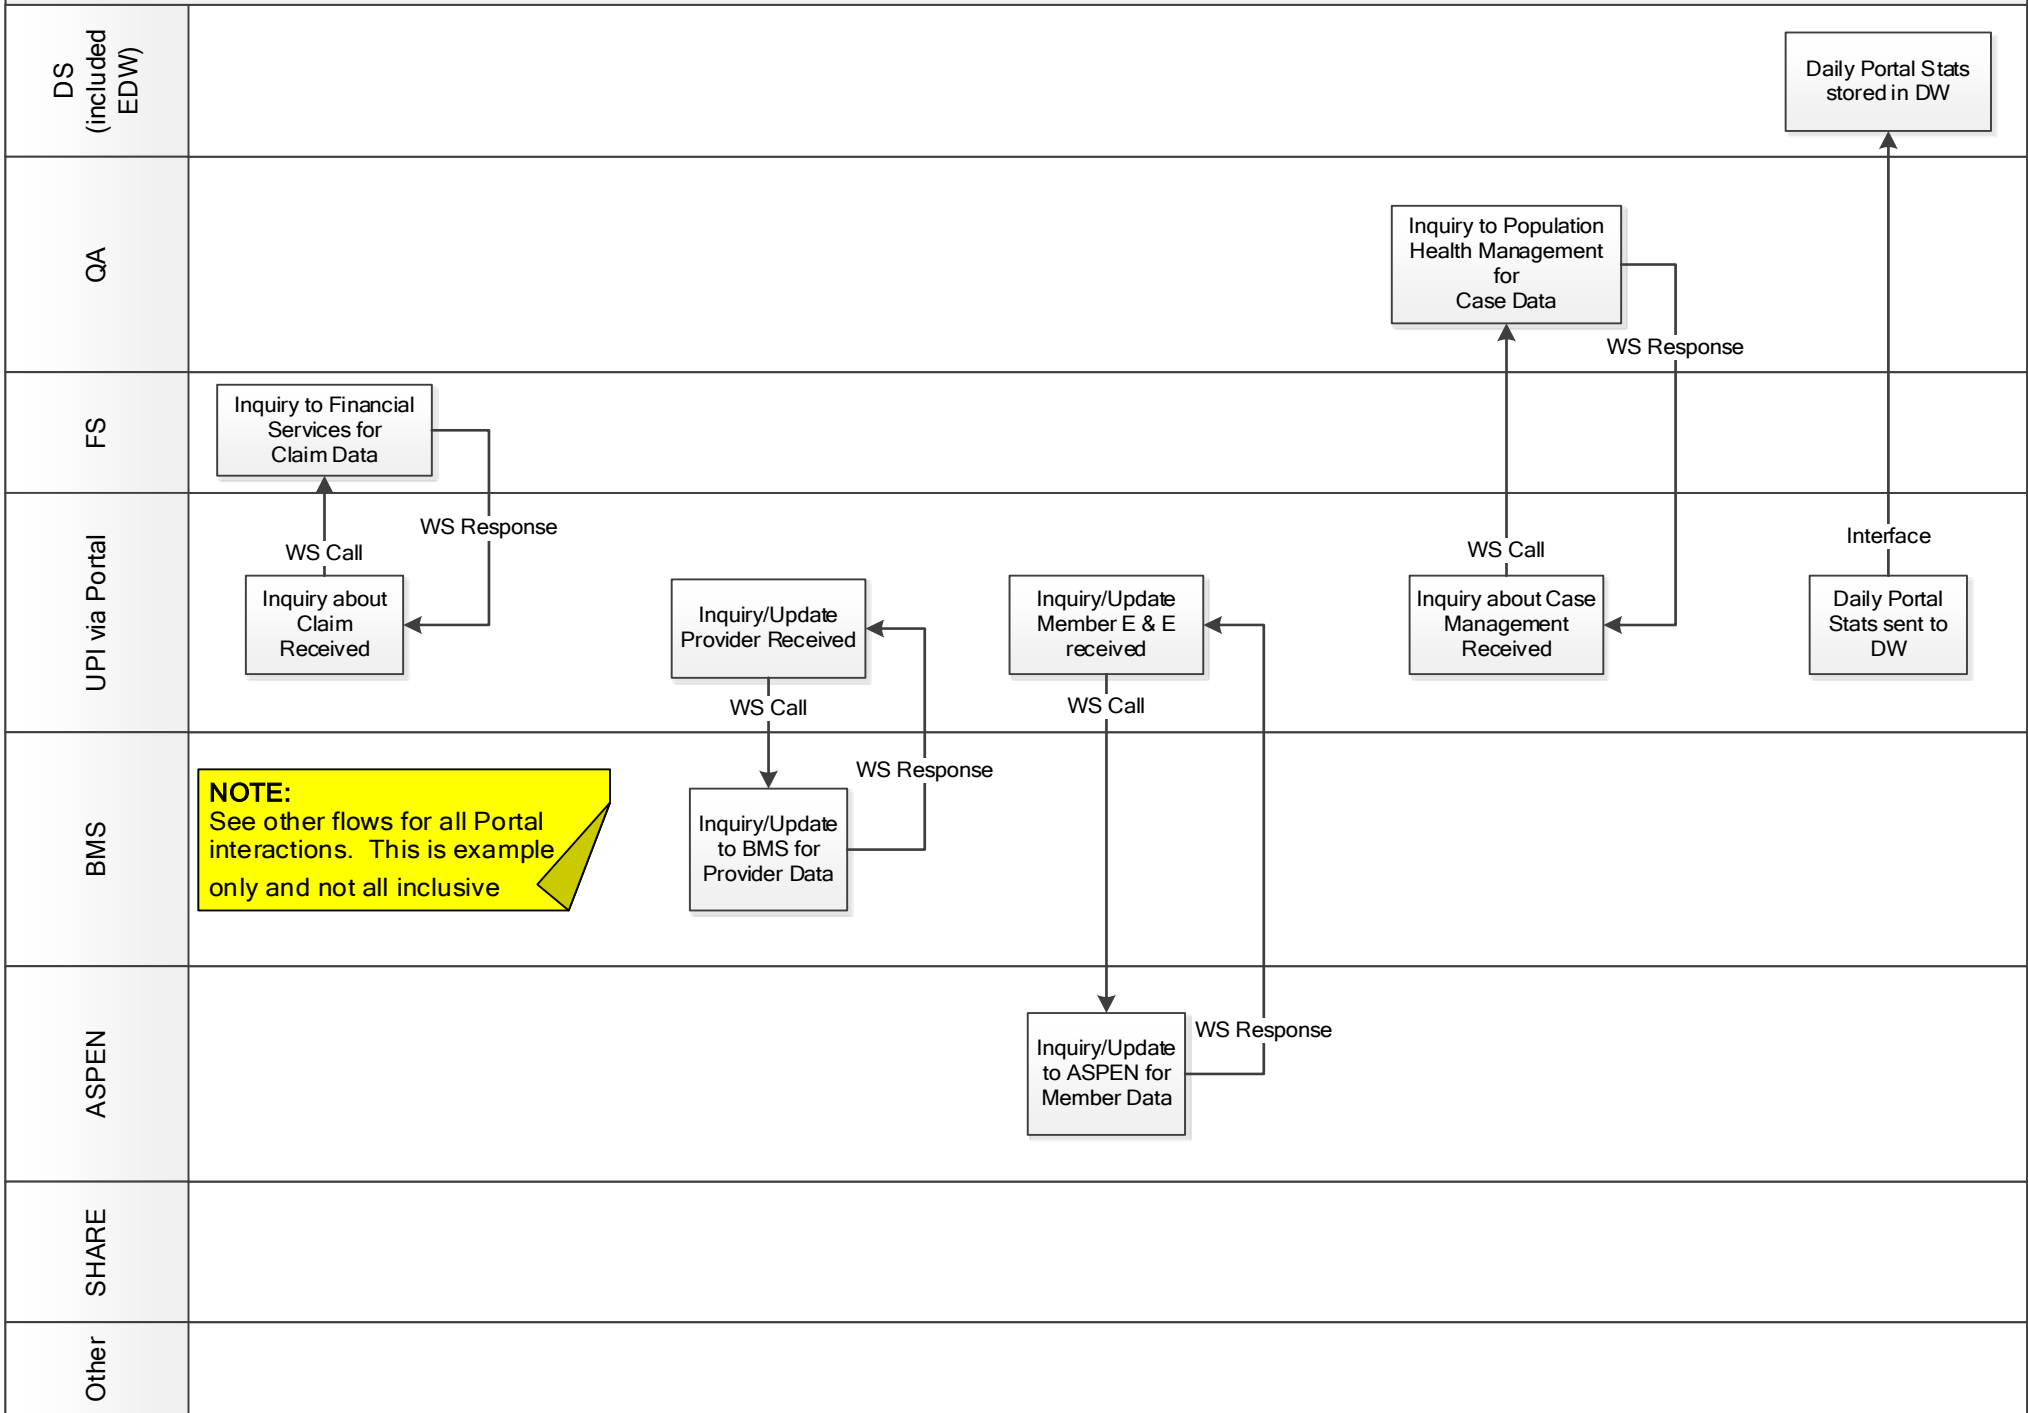 DS
(included
EDW)
Daily Portal Stats
stored in DW
QA
Inquiry to Population
Health Management
for
Case Data
WS Response
FS
Inquiry to Financial
Services for
Claim Data
WS Response
WS Call
UPI via Portal
Inquiry about
Claim
Received
Inquiry/Update
Provider Received
WS Call
Inquiry/Update
Member E & E
received
WS Call
WS Call
Inquiry about Case
Management
Received
Interface
Daily Portal
Stats sent to
DW
BMS
NOTE:
See other flows for all Portal
interactions.  This is example
only and not all inclusive
WS Response
Inquiry/Update
to BMS for
Provider Data
ASPEN
Inquiry/Update
to ASPEN for
Member Data
WS Response
SHARE
Other